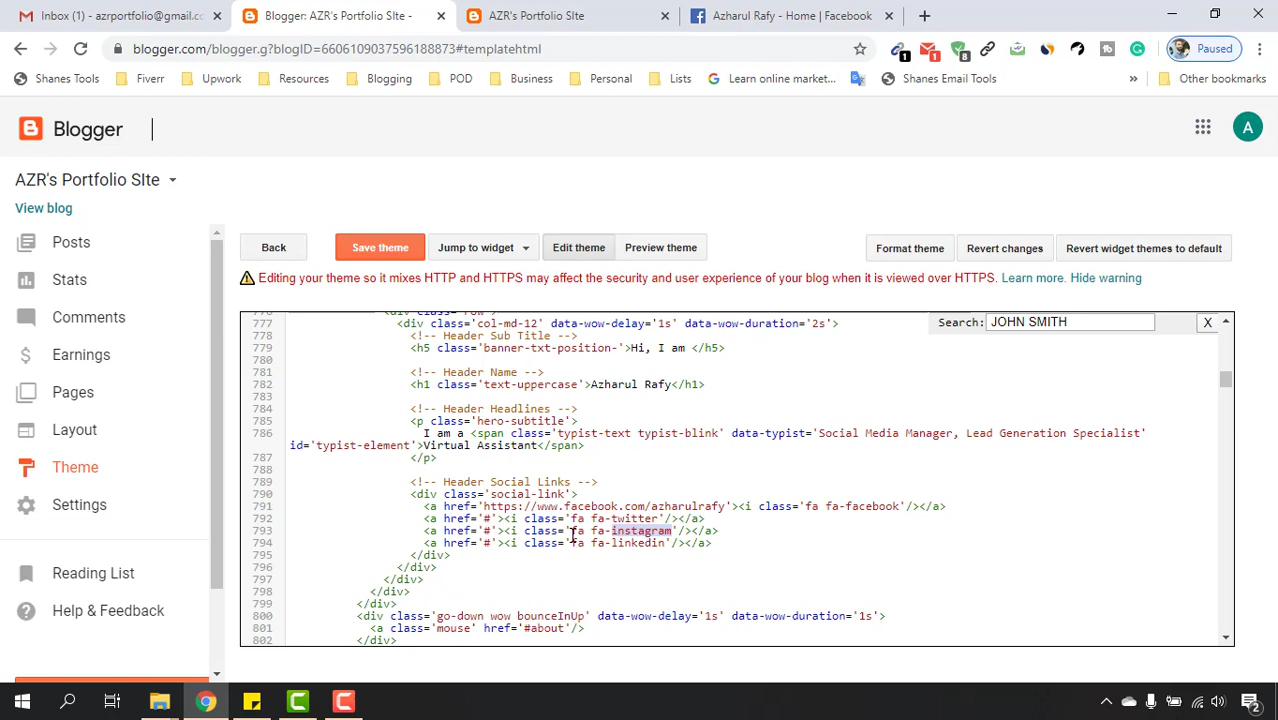 Inbox (1) - azrportfolio@gmail.cc
Blogger: AZR's Portfolio SIte -
AZR's Portfolio SIte
Azharul Rafy - Home | Facebook
blogger.com/blogger.g?blogID=6606109037596188873#templatehtml
1
1
8
Paused
Shanes Tools
Fiverr
Upwork
Resources
Blogging
POD
Business
Personal
Lists
Learn online market...
Shanes Email Tools
»
Other bookmarks
Blogger
A
AZR's Portfolio SIte
View blog
Posts
Stats
Comments
Earnings
Pages
Layout
Theme
Settings
Reading List
Help & Feedback
Back
Save theme
Jump to widget
Edit theme
Preview theme
Format theme
Revert changes
Revert widget themes to default
Editing your theme so it mixes HTTP and HTTPS may affect the security and user experience of your blog when it is viewed over HTTPS. Learn more. Hide warning
Search: JOHN SMITH
X
777 <div class='col-md-12' data-wow-delay='1s' data-wow-duration='2s'>
778 <!-- Header Sub Title -->
779 <h5 class='banner-txt-position-'>Hi, I am </h5>
780
781 <!-- Header Name -->
782 <h1 class='text-uppercase'>Azharul Rafy</h1>
783
784 <!-- Header Headlines -->
785 <p class='hero-subtitle'>
786 I am a <span class='typist-text typist-blink' data-typist='Social Media Manager, Lead Generation Specialist'
id='typist-element'>Virtual Assistant</span>
787 </p>
788
789 <!-- Header Social Links -->
790 <div class='social-link'>
791 <a href='https://www.facebook.com/azharulrafy'><i class='fa fa-facebook'/></a>
792 <a href='#'><i class='fa fa-twitter'/></a>
793 <a href='#'><i class='fa fa-instagram'/></a>
794 <a href='#'><i class='fa fa-linkedin'/></a>
795 </div>
796 </div>
797 </div>
798 </div>
799 </div>
800 <div class='go-down wow bounceInUp' data-wow-delay='1s' data-wow-duration='1s'>
801 <a class='mouse' href='#about'/>
802 </div>
2